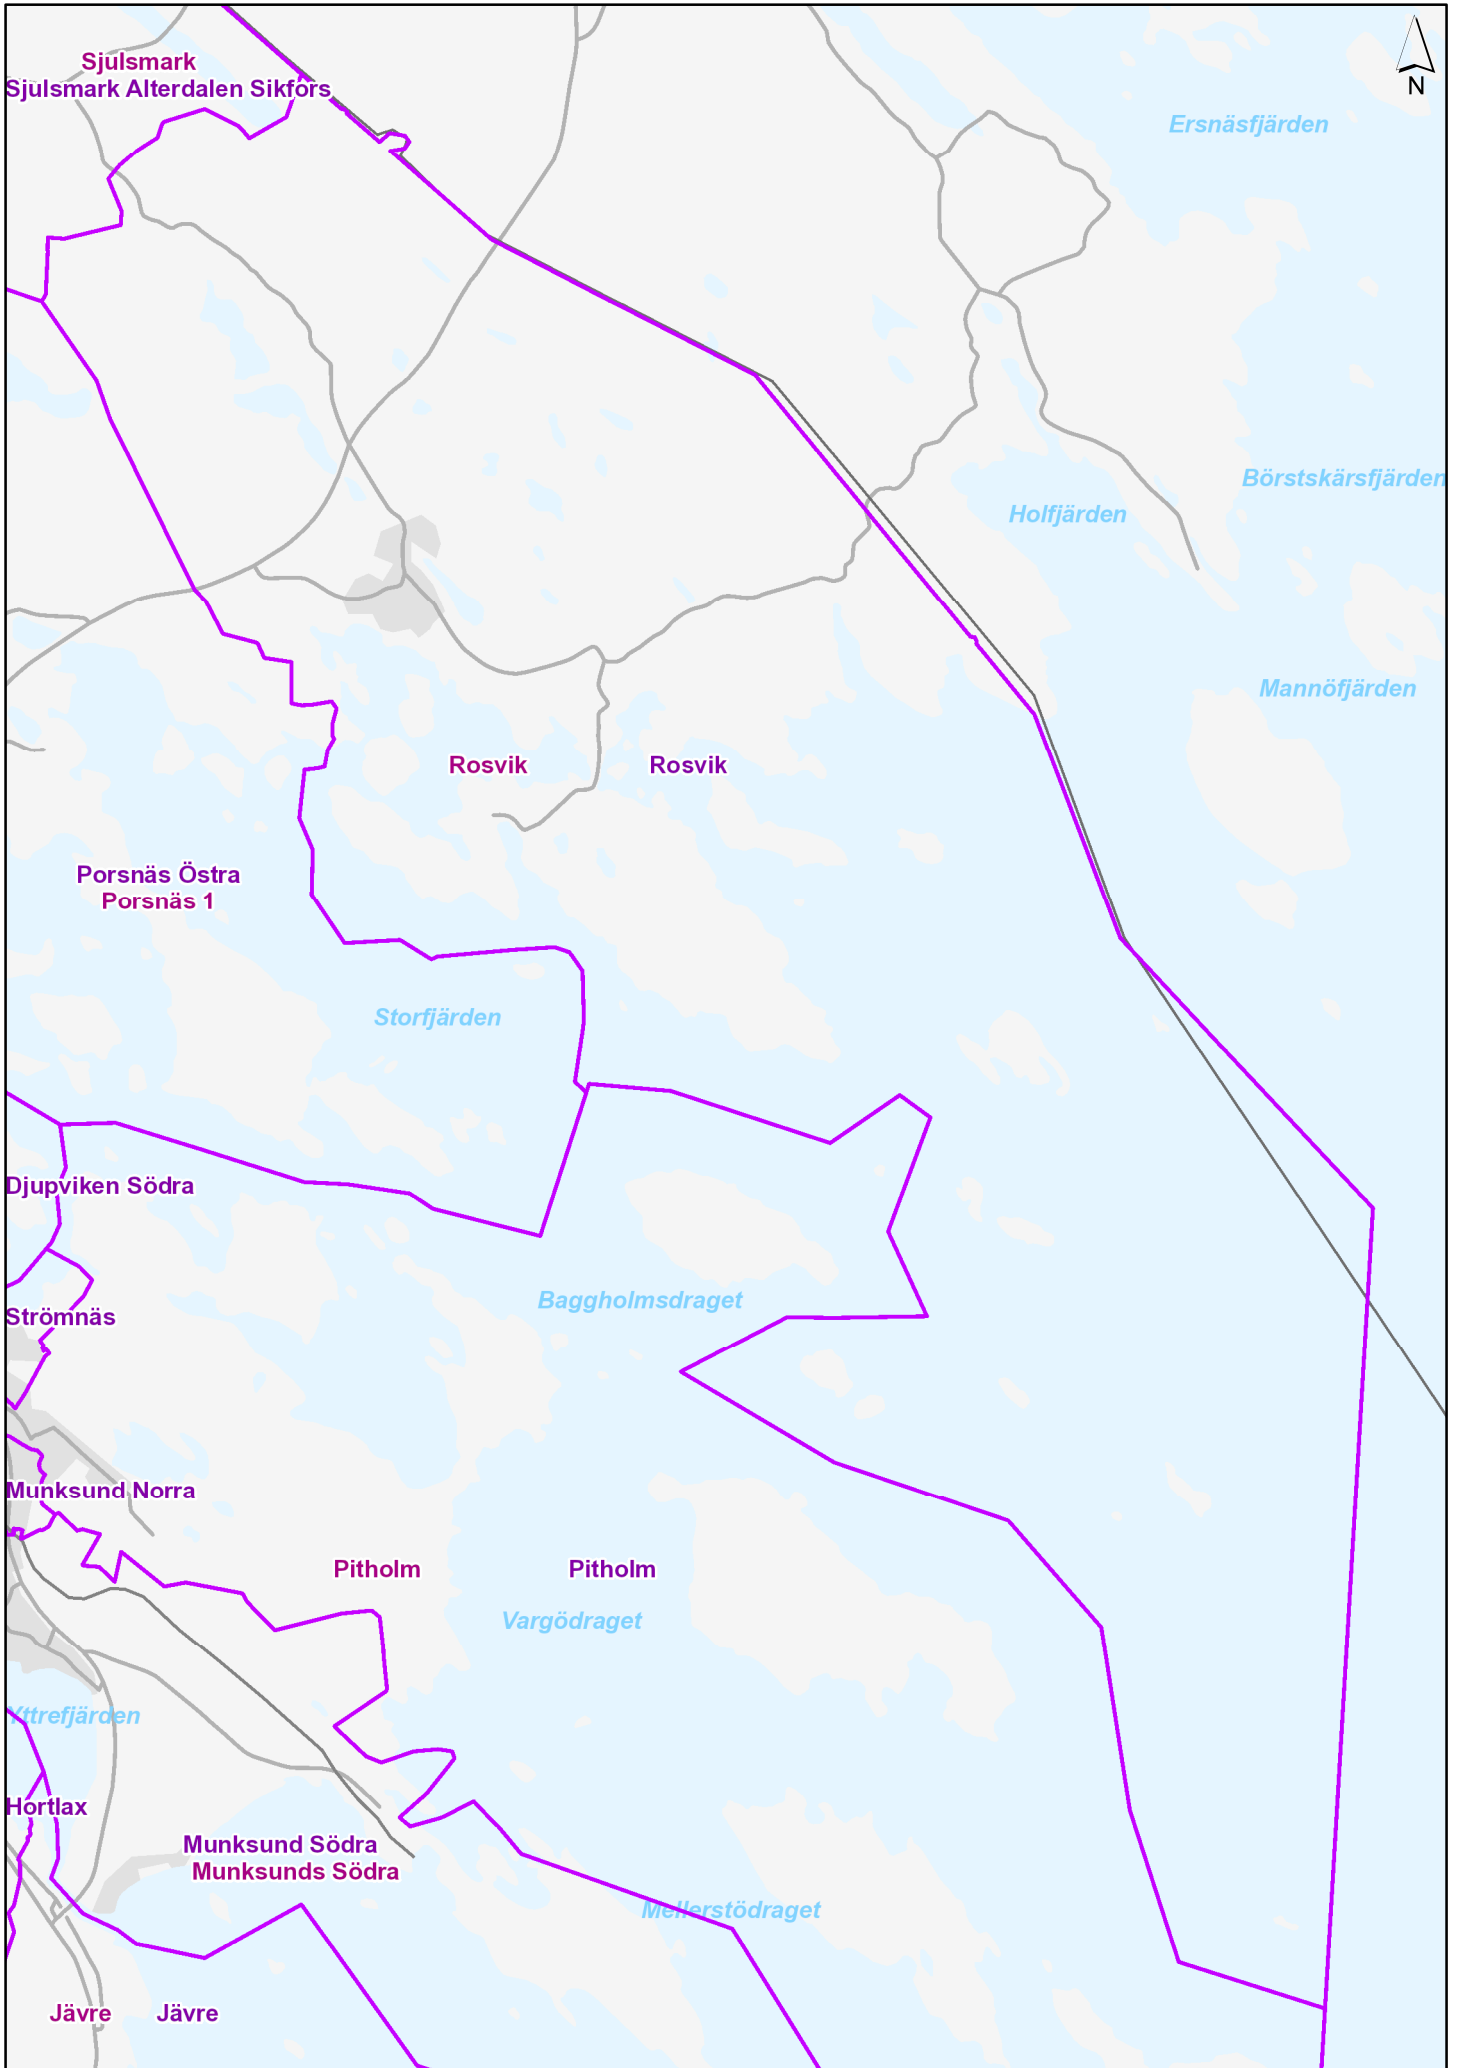 Sjulsmark
Sjulsmark Alterdalen Sikfors
N
Ersnäsfjärden
Börstskärsfjärden
Holfjärden
Mannöfjärden
Rosvik
Rosvik
Porsnäs Östra
Porsnäs 1
Storfjärden
Djupviken Södra
Baggholmsdraget
Strömnäs
Munksund Norra
Pitholm
Pitholm
Vargödraget
Yttrefjärden
Hortlax
Munksund Södra
Munksunds Södra
Mellerstödraget
Jävre
Jävre